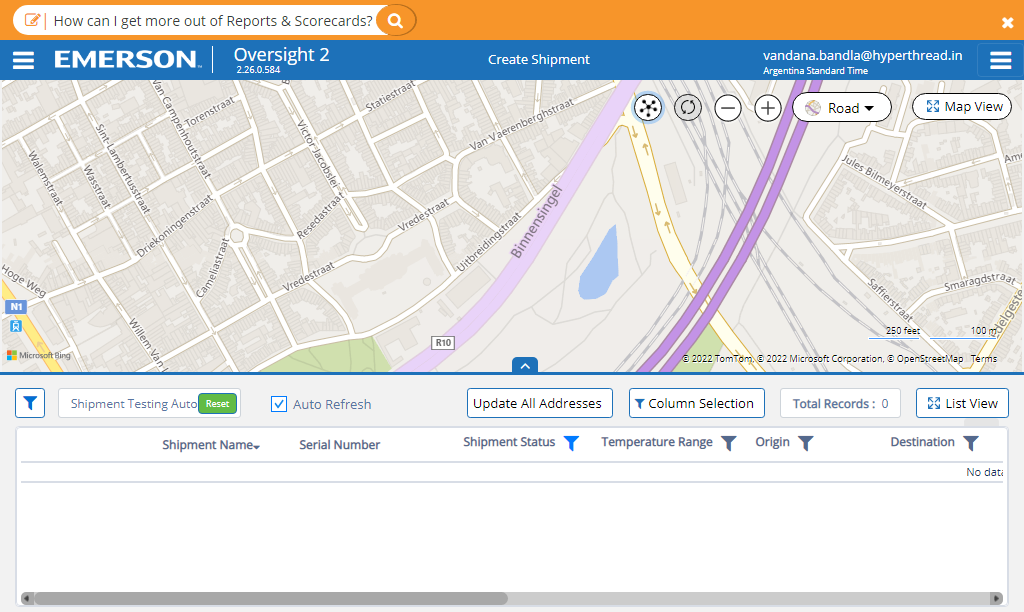 How can I get more out of Reports & Scorecards?
EMERSON
Oversight 2
2.26.0.584
Create Shipment
vandana.bandla@hyperthread.in
Argentina Standard Time
Road
Map View
Statiestraat
Torenstraat
Van Campenhoutstraat
Sint-Lambertusstraat
Wasstraat
Walemstraat
Victor Jacobslei
Van Vaerenberghstraat
Driekoningenstraat
Resedastraat
Vredestraat
Uitbreidingstraat
Binnensingel
Cameliastraat
Vredestraat
Jules Bilmeyerstraat
Hoge Weg
N1
Willem Van
R10
Saffierstraat
Smaragdstraat
250 feet
100 m
Microsoft Bing
© 2022 TomTom, © 2022 Microsoft Corporation, © OpenStreetMap Terms
Shipment Testing Auto
Reset
Auto Refresh
Update All Addresses
Column Selection
Total Records : 0
List View
Shipment Name
Serial Number
Shipment Status
Temperature Range
Origin
Destination
No data